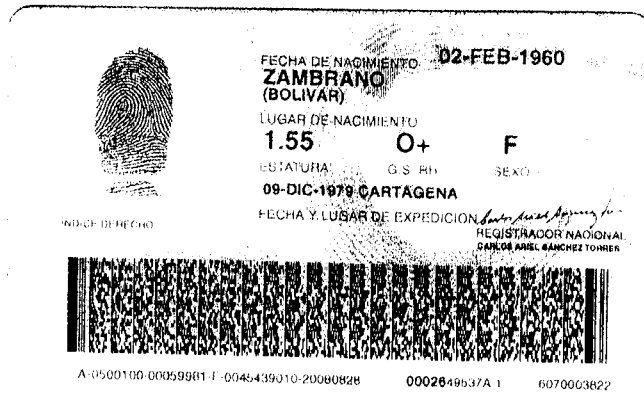 FECHA DE NACIMIENTO 02-FEB-1960
ZAMBRANO
(BOLIVAR)
LUGAR DE NACIMIENTO
1.55 O+ F
ESTATURA G.S. RH SEXO
09-DIC-1979 CARTAGENA
FECHA Y LUGAR DE EXPEDICION
INDICE DERECHO
REGISTRADOR NACIONAL
CARLOS ARIEL SANCHEZ TORRES
A-0500100-00059981-F-0045439010-20080828 0002649537A 1 6070003822